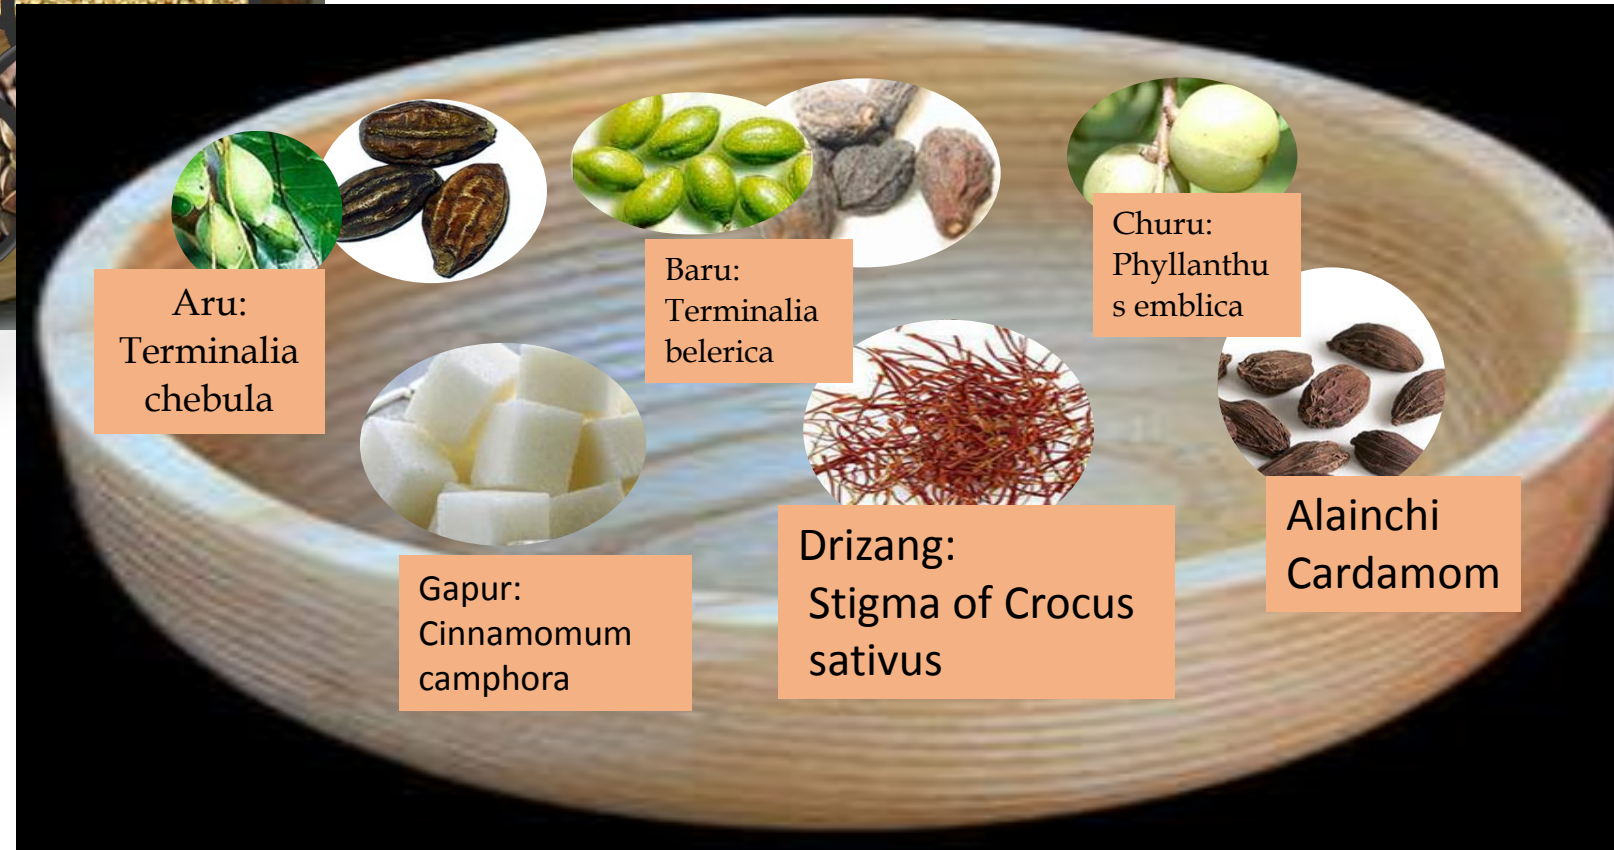 Aru:
Terminalia
chebula
Baru:
Terminalia
belerica
Churu:
Phyllanthu
s emblica
Gapur:
Cinnamomum
camphora
Drizang:
Stigma of Crocus
sativus
Alainchi
Cardamom